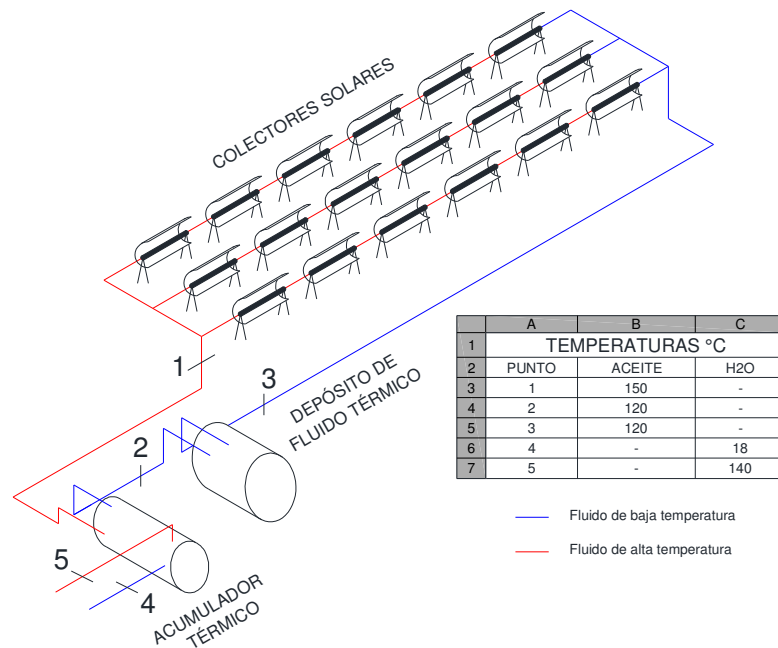 COLECTORES SOLARES
1
3
DEPÓSITO DE
FLUIDO TÉRMICO
2
5
4
ACUMULADOR
TÉRMICO
A B C
1 TEMPERATURAS °C
2 PUNTO ACEITE H2O
3 1 150 -
4 2 120 -
5 3 120 -
6 4 - 18
7 5 - 140
Fluido de baja temperatura
Fluido de alta temperatura